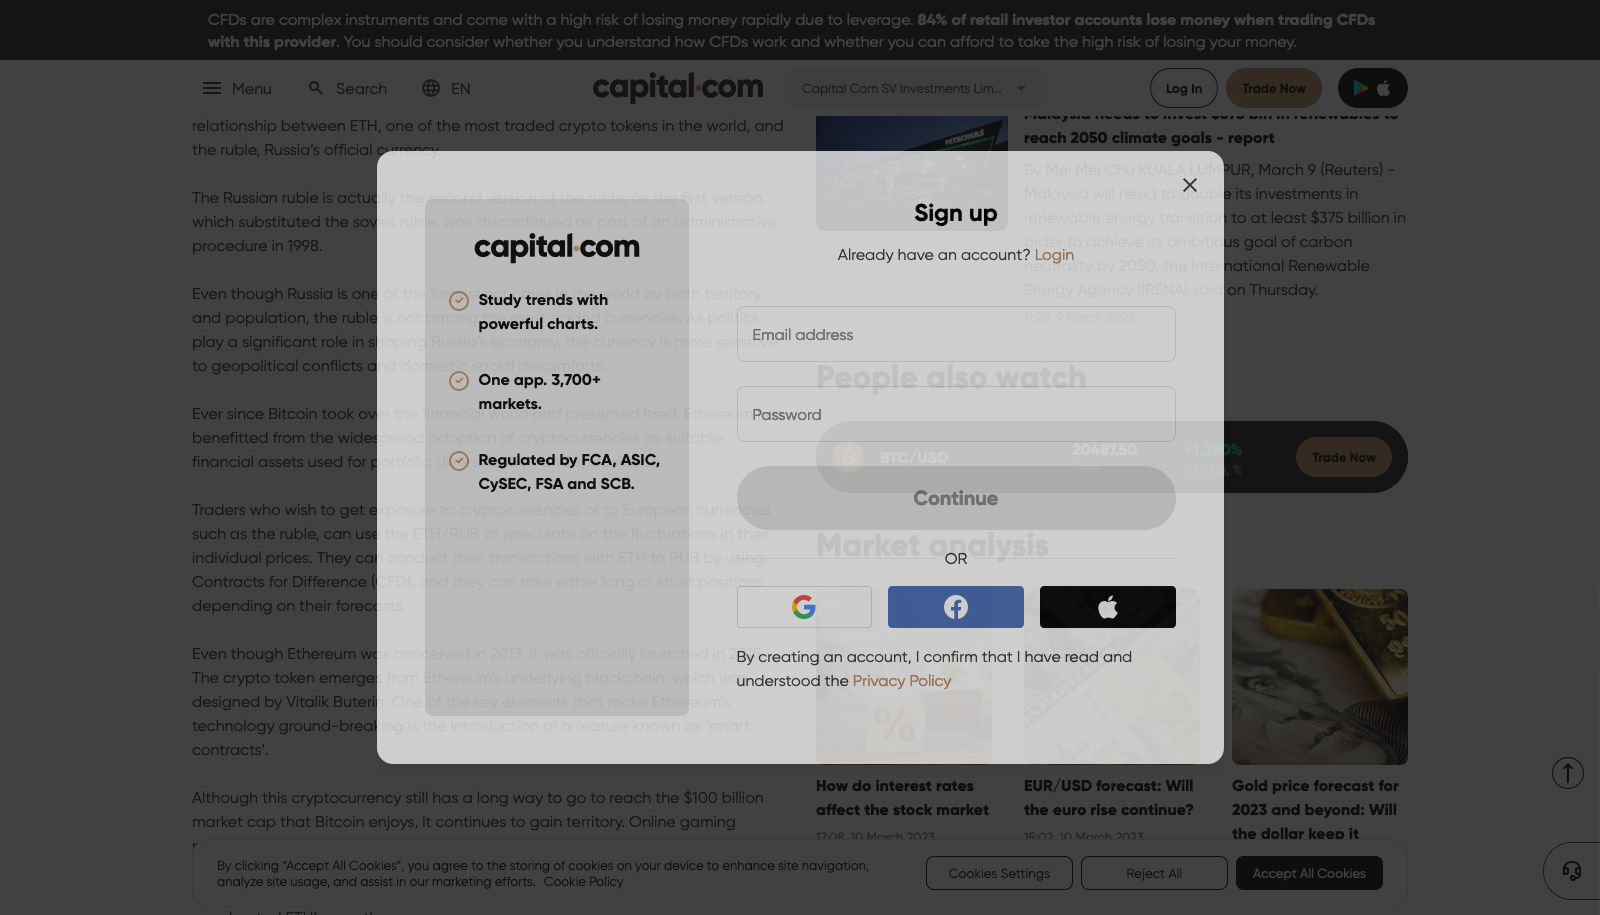 CFDs are complex instruments and come with a high risk of losing money rapidly due to leverage. 84% of retail investor accounts lose money when trading CFDs
with this provider. You should consider whether you understand how CFDs work and whether you can afford to take the high risk of losing your money.
Menu
Search
EN
capital.com
Capital Com SV Investments Lim...
Log In
Trade Now
relationship between ETH, one of the most traded crypto tokens in the world, and
the ruble, Russia's official currency.
The Russian ruble is actually the second version of the ruble, as the first version,
which substituted the soviet ruble, was discontinued as part of an administrative
procedure in 1998.
Even though Russia is one of the largest countries in the world by both territory
and population, the ruble is not among the most traded currencies. As politics
play a significant role in shaping Russia's economy, the currency is more sensitive
to geopolitical conflicts and domestic social discomforts.
Ever since Bitcoin took over the financial world and presented itself, Ethereum
benefitted from the widespread adoption of cryptocurrencies as suitable
financial assets used for portfolio
Traders who wish to get exposure to cryptocurrencies or to European currencies
such as the ruble, can use the ETH/RUB to speculate on the fluctuations in their
individual prices. They can conduct their transactions with ETH to RUB by using
Contracts for Difference (CFD), and they can take either long or short positions,
depending on their forecasts.
Even though Ethereum was conceived in 2013, it was officially launched in
The crypto token emerges from Ethereum's underlying blockchain, which was
designed by Vitalik Buterin. One of the key elements that make Ethereum's
technology ground-breaking is the introduction of a feature known as 'smart
contracts'.
Although this cryptocurrency still has a long way to go to reach the $100 billion
market cap that Bitcoin enjoys, it continues to gain territory. Online gaming
PETRONAS
Malaysia needs to invest $375 bln in renewables to
reach 2050 climate goals - report
By Mei Mei Chu KUALA LUMPUR, March 9 (Reuters) -
Malaysia will need to double its investments in
renewable energy transition to at least $375 billion in
order to achieve its ambitious goal of carbon
neutrality by 2050, the International Renewable
Energy Agency (IRENA) said on Thursday.
11:28, 9 March 2023
People also watch
BTC/USD
20487.50
+1.290%
Trade Now
Market analysis
%
How do interest rates
affect the stock market
17:08, 10 March 2023
EUR/USD forecast: Will
the euro rise continue?
15:02, 10 March 2023
Gold price forecast for
2023 and beyond: Will
the dollar keep it
capital.com
Study trends with
powerful charts.
One app. 3,700+
markets.
Regulated by FCA, ASIC,
CySEC, FSA and SCB.
Sign up
Already have an account? Login
Email address
Password
Continue
OR
By creating an account, I confirm that I have read and
understood the Privacy Policy
By clicking "Accept All Cookies", you agree to the storing of cookies on your device to enhance site navigation,
analyze site usage, and assist in our marketing efforts. Cookie Policy
Cookies Settings
Reject All
Accept All Cookies